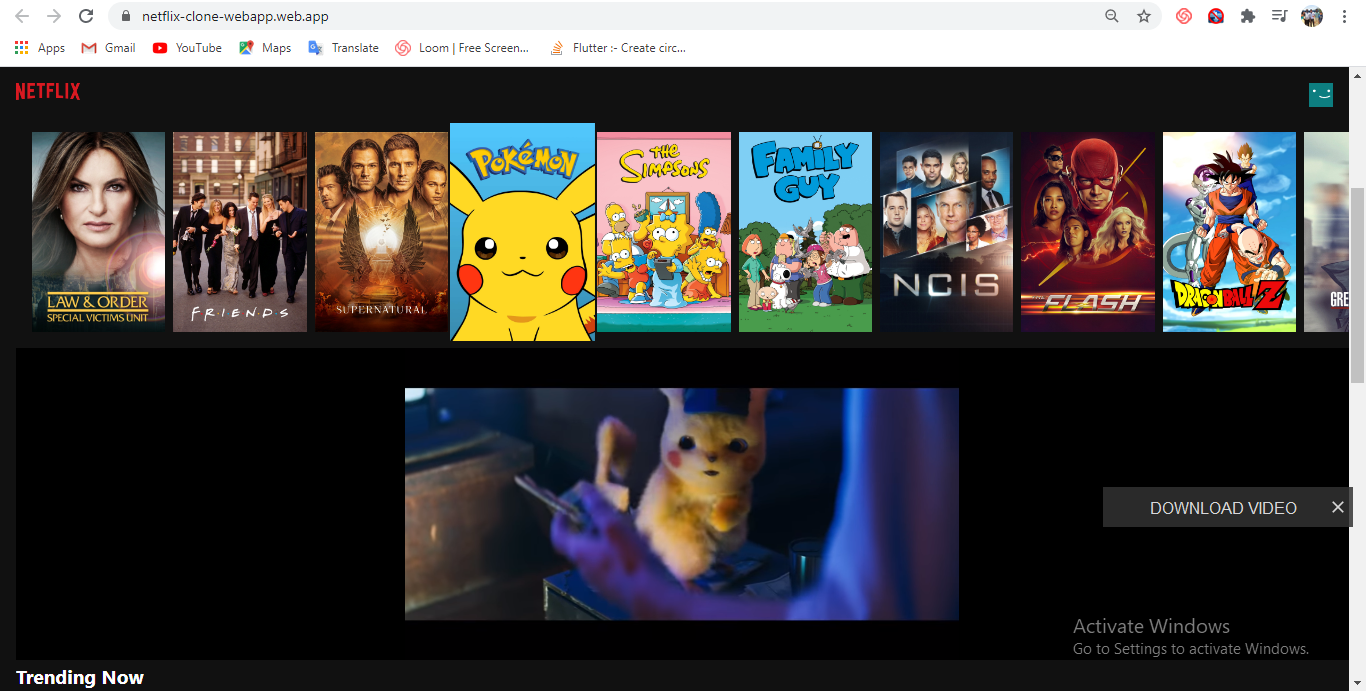 netflix-clone-webapp.web.app
Apps Gmail YouTube Maps Translate Loom | Free Screen... Flutter :- Create circ...
NETFLIX
LAW & ORDER
SPECIAL VICTIMS UNIT
FRIENDS
SUPERNATURAL
POKéMON
THE
SIMPSONS
FAMILY
GUY
NCIS
THE FLASH
DRAGONBALL Z
GRE
DOWNLOAD VIDEO
Activate Windows
Go to Settings to activate Windows.
Trending Now